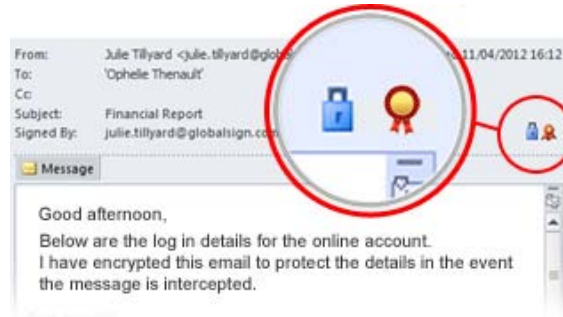 From: Julie Tillyard <julie.tillyard@glob 11/04/2012 16:12
To: 'Ophelie Thenault'
Cc:
Subject: Financial Report
Signed By: julie.tillyard@globalsign.com
Message
Good afternoon,
Below are the log in details for the online account.
I have encrypted this email to protect the details in the event
the message is intercepted.